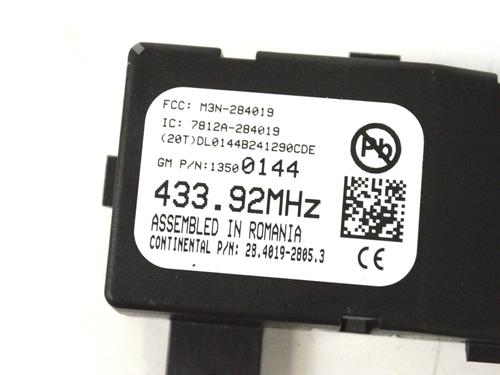 FCC: M3N-284019
IC: 7812A-284019
(20T)DL0144B241290CDE
GM P/N:13500144
433.92MHz
ASSEMBLED IN ROMANIA
CONTINENTAL P/N: 28.4019-2805.3
Pb
CE